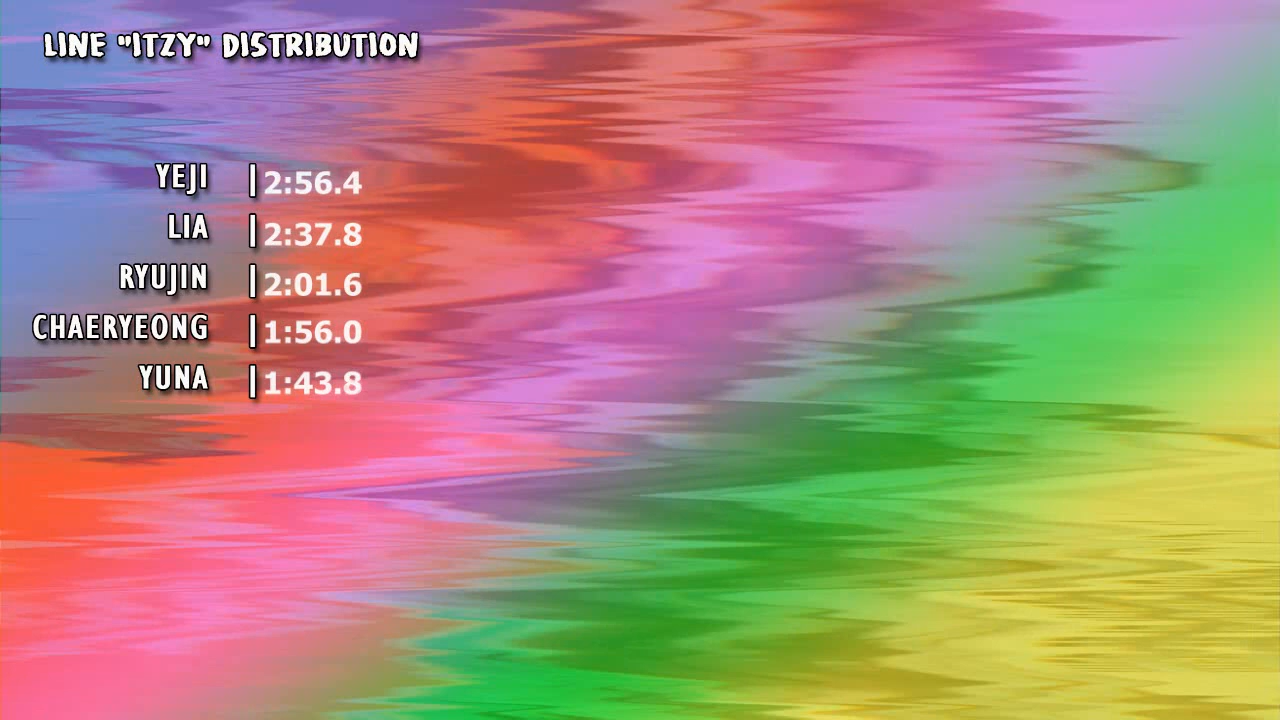 LINE "ITZY" DISTRIBUTION
YEJI | 2:56.4
LIA | 2:37.8
RYUJIN | 2:01.6
CHAERYEONG | 1:56.0
YUNA | 1:43.8